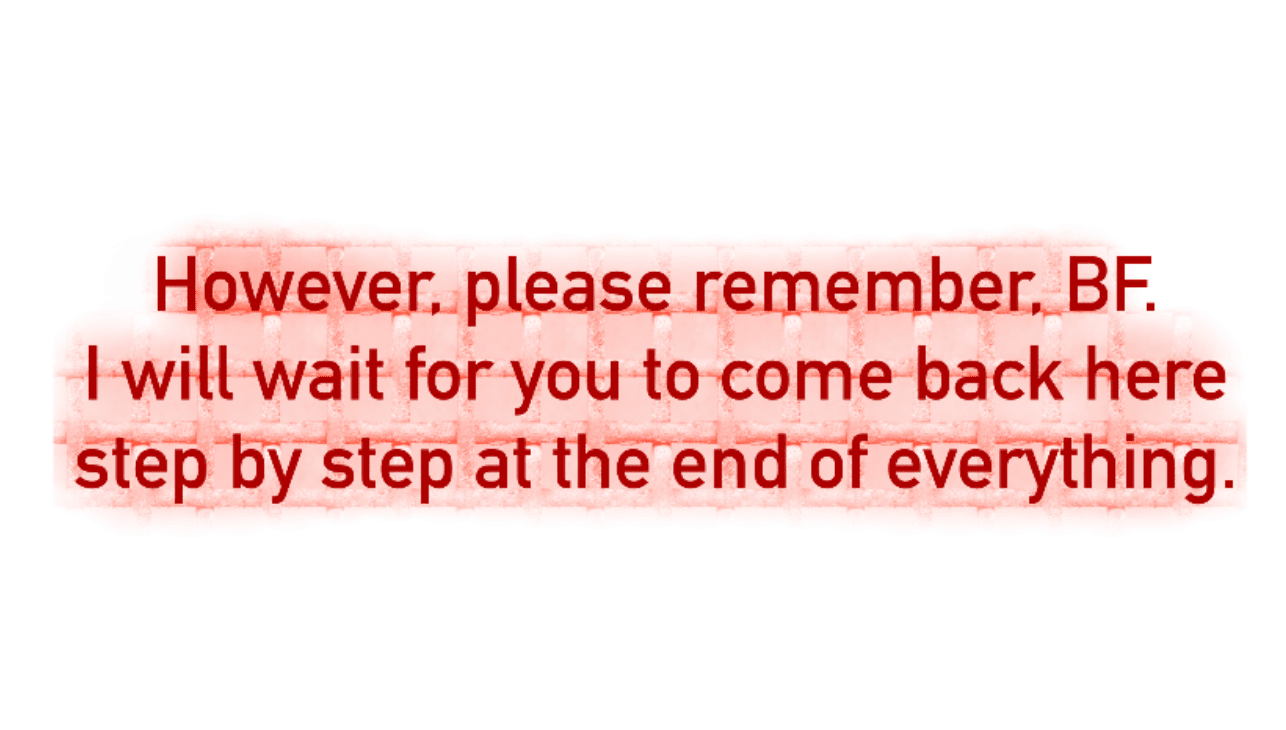 However, please remember, BF.
I will wait for you to come back here
step by step at the end of everything.